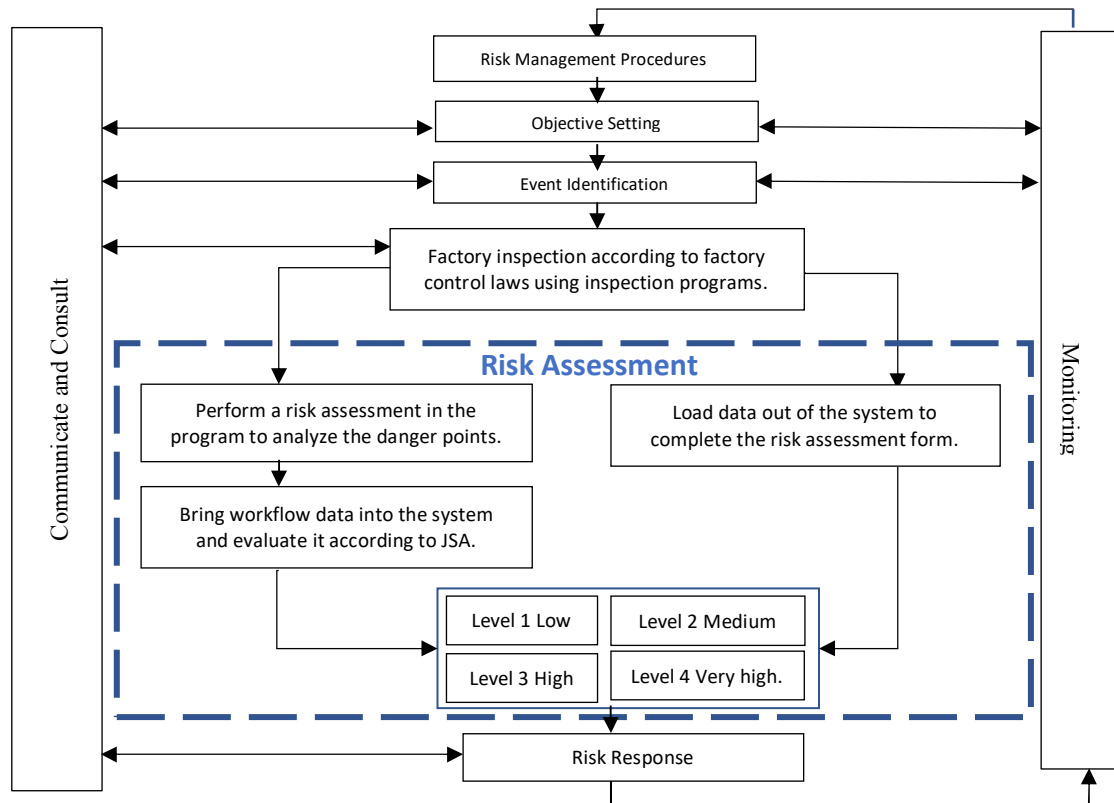 Risk Management Procedures
Objective Setting
Event Identification
Factory inspection according to factory
control laws using inspection programs.
Communicate and Consult
Monitoring
Risk Assessment
Perform a risk assessment in the
program to analyze the danger points.
Load data out of the system to
complete the risk assessment form.
Bring workflow data into the system
and evaluate it according to JSA.
Level 1 Low
Level 2 Medium
Level 3 High
Level 4 Very high.
Risk Response